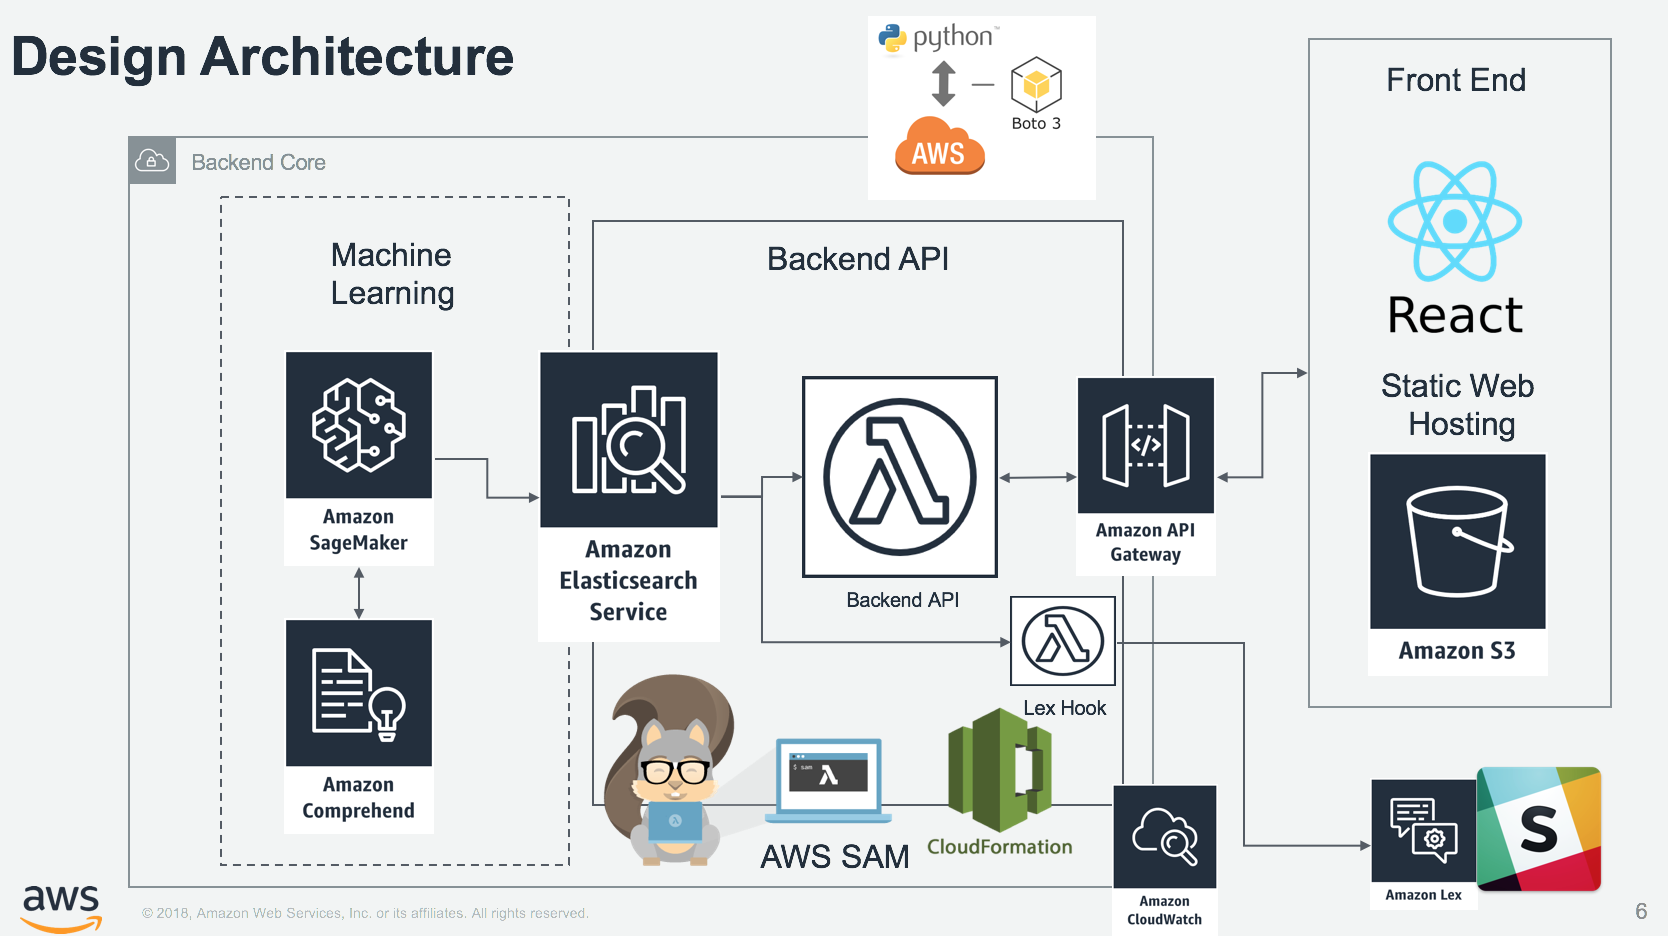 Design Architecture
python™
Boto 3
AWS
Front End
Backend Core
Machine
Learning
Backend API
React
Static Web
Hosting
Amazon
SageMaker
Amazon
Elasticsearch
Service
Backend API
Amazon API
Gateway
Amazon S3
Lex Hook
Amazon
Comprehend
$ sam
AWS SAM
CloudFormation
Amazon
CloudWatch
Amazon Lex
S
aws
© 2018, Amazon Web Services, Inc. or its affiliates. All rights reserved.
6